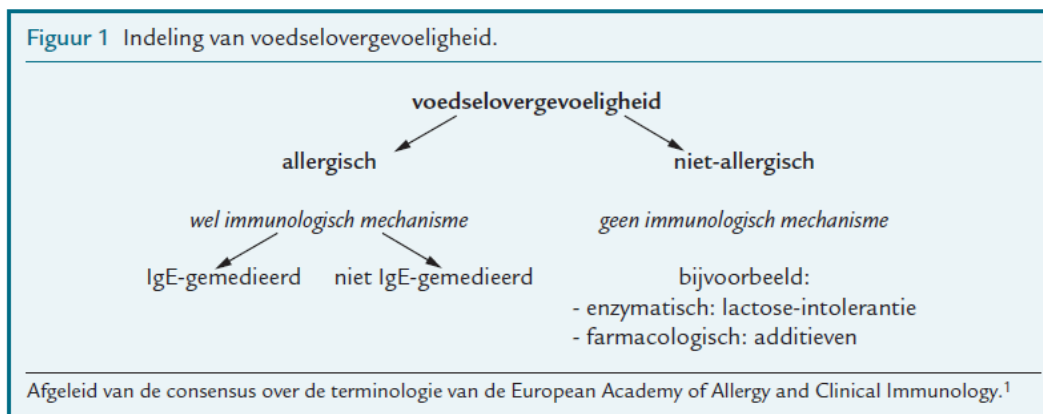 Figuur 1 Indeling van voedselovergevoeligheid.
voedselovergevoeligheid
allergisch
niet-allergisch
wel immunologisch mechanisme
geen immunologisch mechanisme
IgE-gemedieerd
niet IgE-gemedieerd
bijvoorbeeld:
- enzymatisch: lactose-intolerantie
- farmacologisch: additieven
Afgeleid van de consensus over de terminologie van de European Academy of Allergy and Clinical Immunology.¹